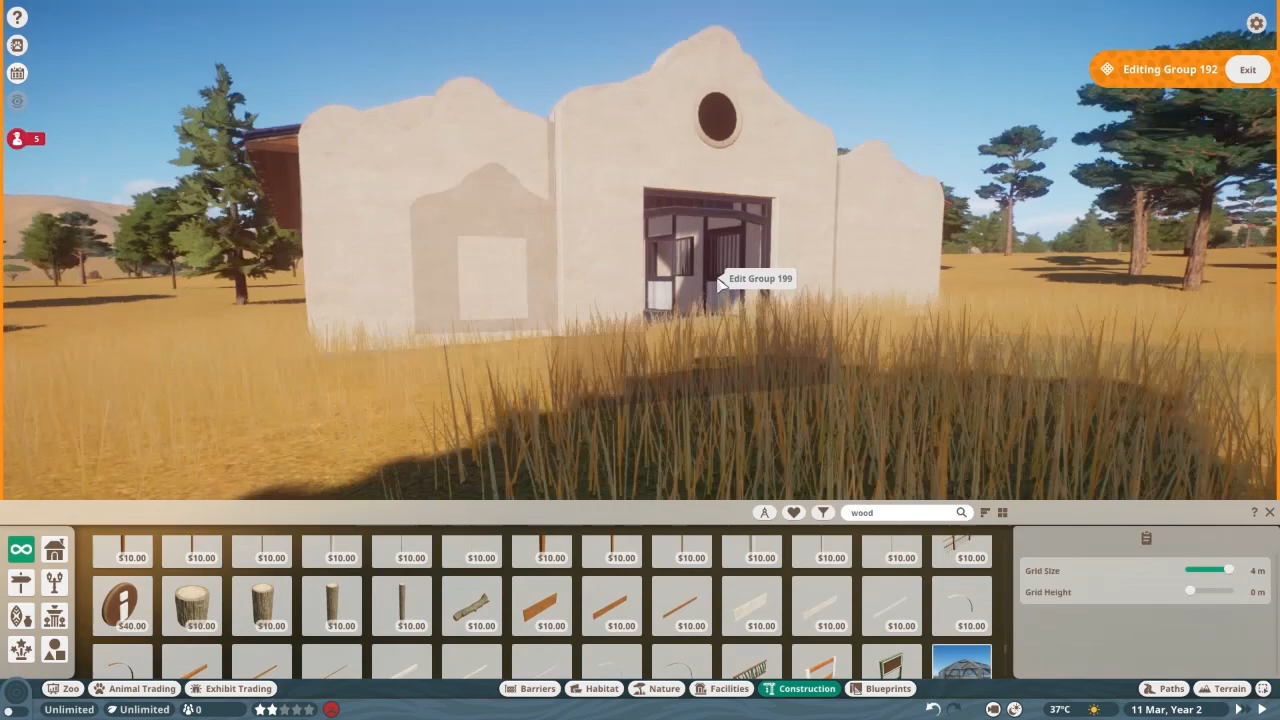 ?
Editing Group 192 Exit
5
Edit Group 199
wood
?
$10.00 $10.00 $10.00 $10.00 $10.00 $10.00 $10.00 $10.00 $10.00 $10.00 $10.00 $10.00 $10.00
Grid Size 4 m
Grid Height 0 m
$40.00 $10.00 $10.00 $10.00 $10.00 $10.00 $10.00 $10.00 $10.00 $10.00 $10.00 $10.00 $10.00
Zoo Animal Trading Exhibit Trading Barriers Habitat Nature Facilities Construction Blueprints Paths Terrain
Unlimited Unlimited 0 37°C 11 Mar, Year 2